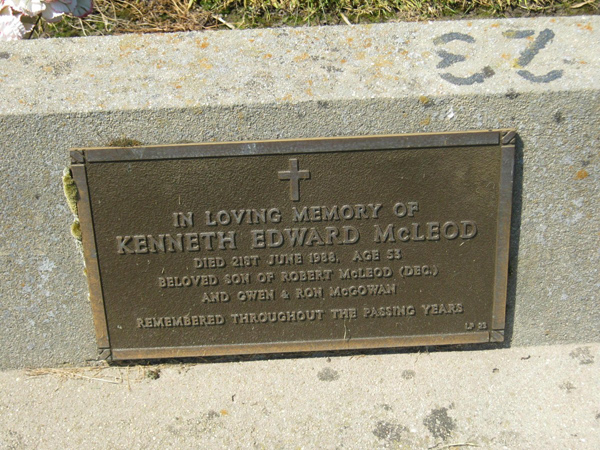 23
IN LOVING MEMORY OF
KENNETH EDWARD McLEOD
DIED 21ST JUNE 1988. AGE 53
BELOVED SON OF ROBERT McLEOD (DEC.)
AND GWEN & RON McGOWAN
REMEMBERED THROUGHOUT THE PASSING YEARS
LP 23